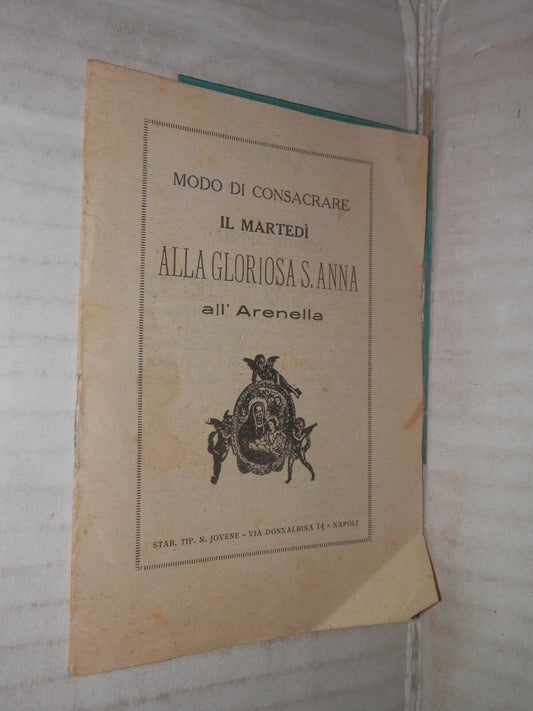 MODO DI CONSACRARE
IL MARTEDÌ
ALLA GLORIOSA S. ANNA
all' Arenella
STAB. TIP. N. JOVENE - VIA DONNALBINA 14 - NAPOLI